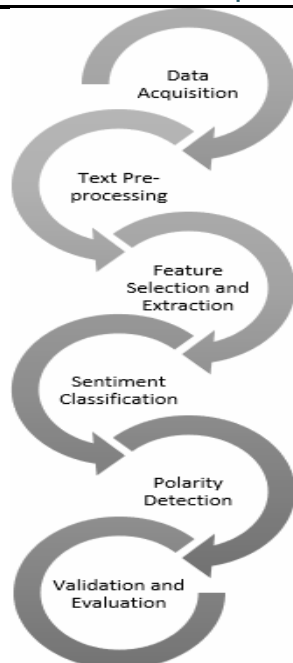 Data
Acquisition
Text Pre-
processing
Feature
Selection and
Extraction
Sentiment
Classification
Polarity
Detection
Validation and
Evaluation